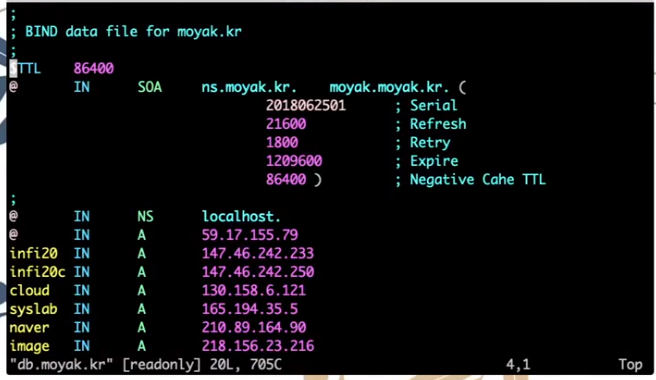 ;
; BIND data file for moyak.kr
;
$TTL 86400
@ IN SOA ns.moyak.kr. moyak.moyak.kr. (
2018062501 ; Serial
21600 ; Refresh
1800 ; Retry
1209600 ; Expire
86400 ) ; Negative Cahe TTL
;
@ IN NS localhost.
@ IN A 59.17.155.79
infi20 IN A 147.46.242.233
infi20c IN A 147.46.242.250
cloud IN A 130.158.6.121
syslab IN A 165.194.35.5
naver IN A 210.89.164.90
image IN A 218.156.23.216
"db.moyak.kr" [readonly] 20L, 705C 4,1 Top